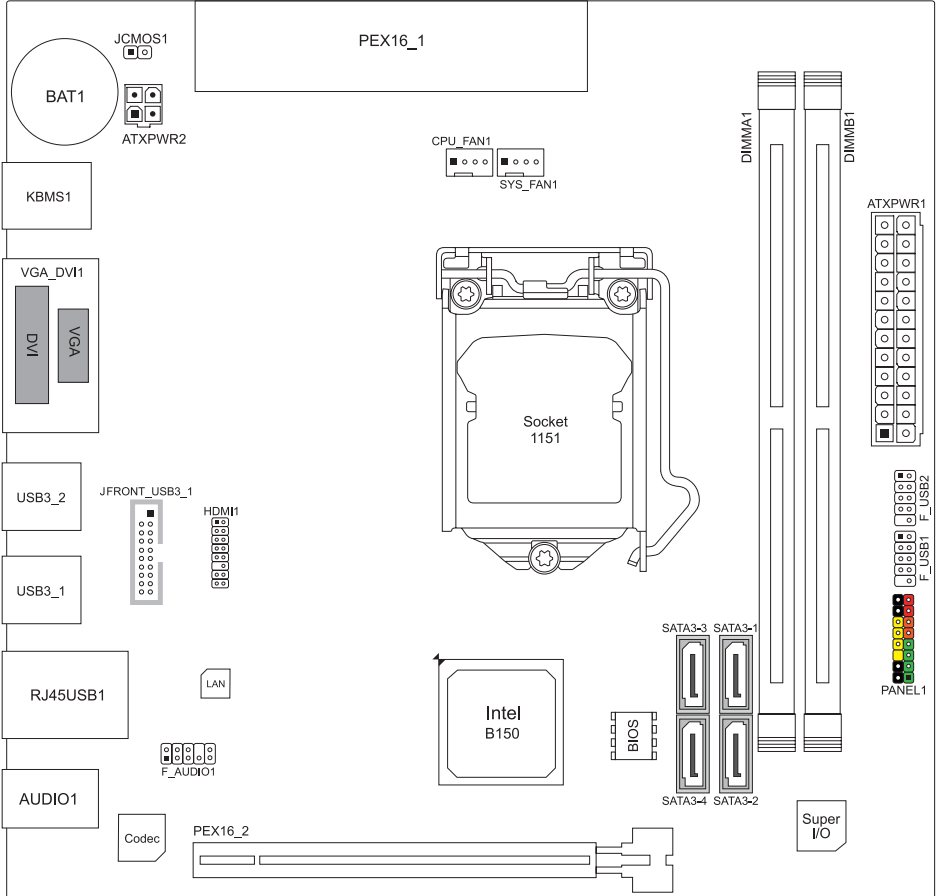 JCMOS1
PEX16_1
BAT1
ATXPWR2
CPU_FAN1
SYS_FAN1
DIMMA1
DIMMB1
KBMS1
ATXPWR1
VGA_DVI1
DVI
VGA
Socket
1151
USB3_2
JFRONT_USB3_1
HDMI1
F_USB2
F_USB1
USB3_1
SATA3-3
SATA3-1
RJ45USB1
LAN
PANEL1
Intel
B150
BIOS
F_AUDIO1
AUDIO1
SATA3-4
SATA3-2
Codec
PEX16_2
Super
I/O